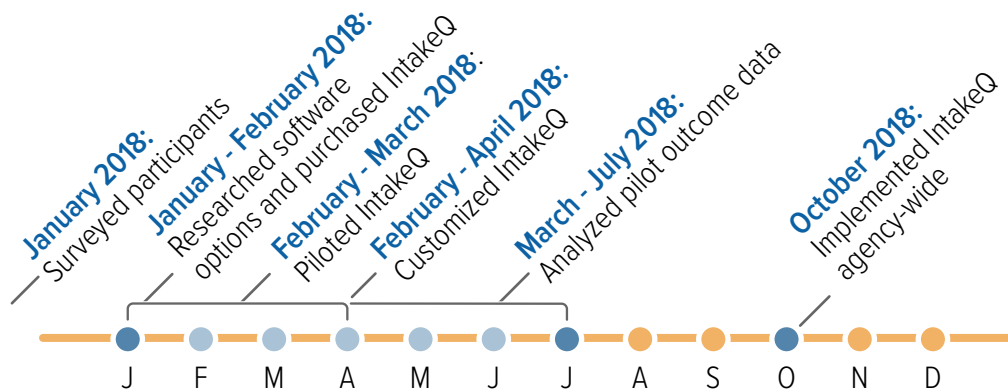 January 2018:
Surveyed participants
January - February 2018:
Researched software
options and purchased IntakeQ
February - March 2018:
Piloted IntakeQ
February - April 2018:
Customized IntakeQ
March - July 2018:
Analyzed pilot outcome data
October 2018:
Implemented IntakeQ
agency-wide
J F M A M J J A S O N D